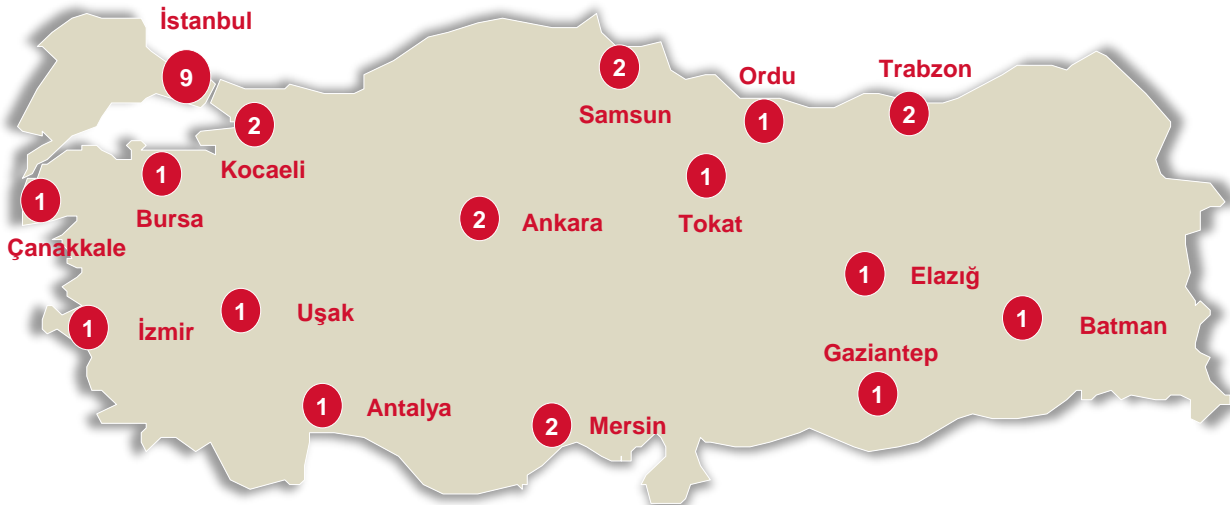 İstanbul
9
2
Samsun
Ordu
1
Trabzon
2
2
Kocaeli
1
Bursa
1
Çanakkale
2
Ankara
1
Tokat
1
Elazığ
1
İzmir
1
Uşak
1
Batman
Gaziantep
1
1
Antalya
2
Mersin